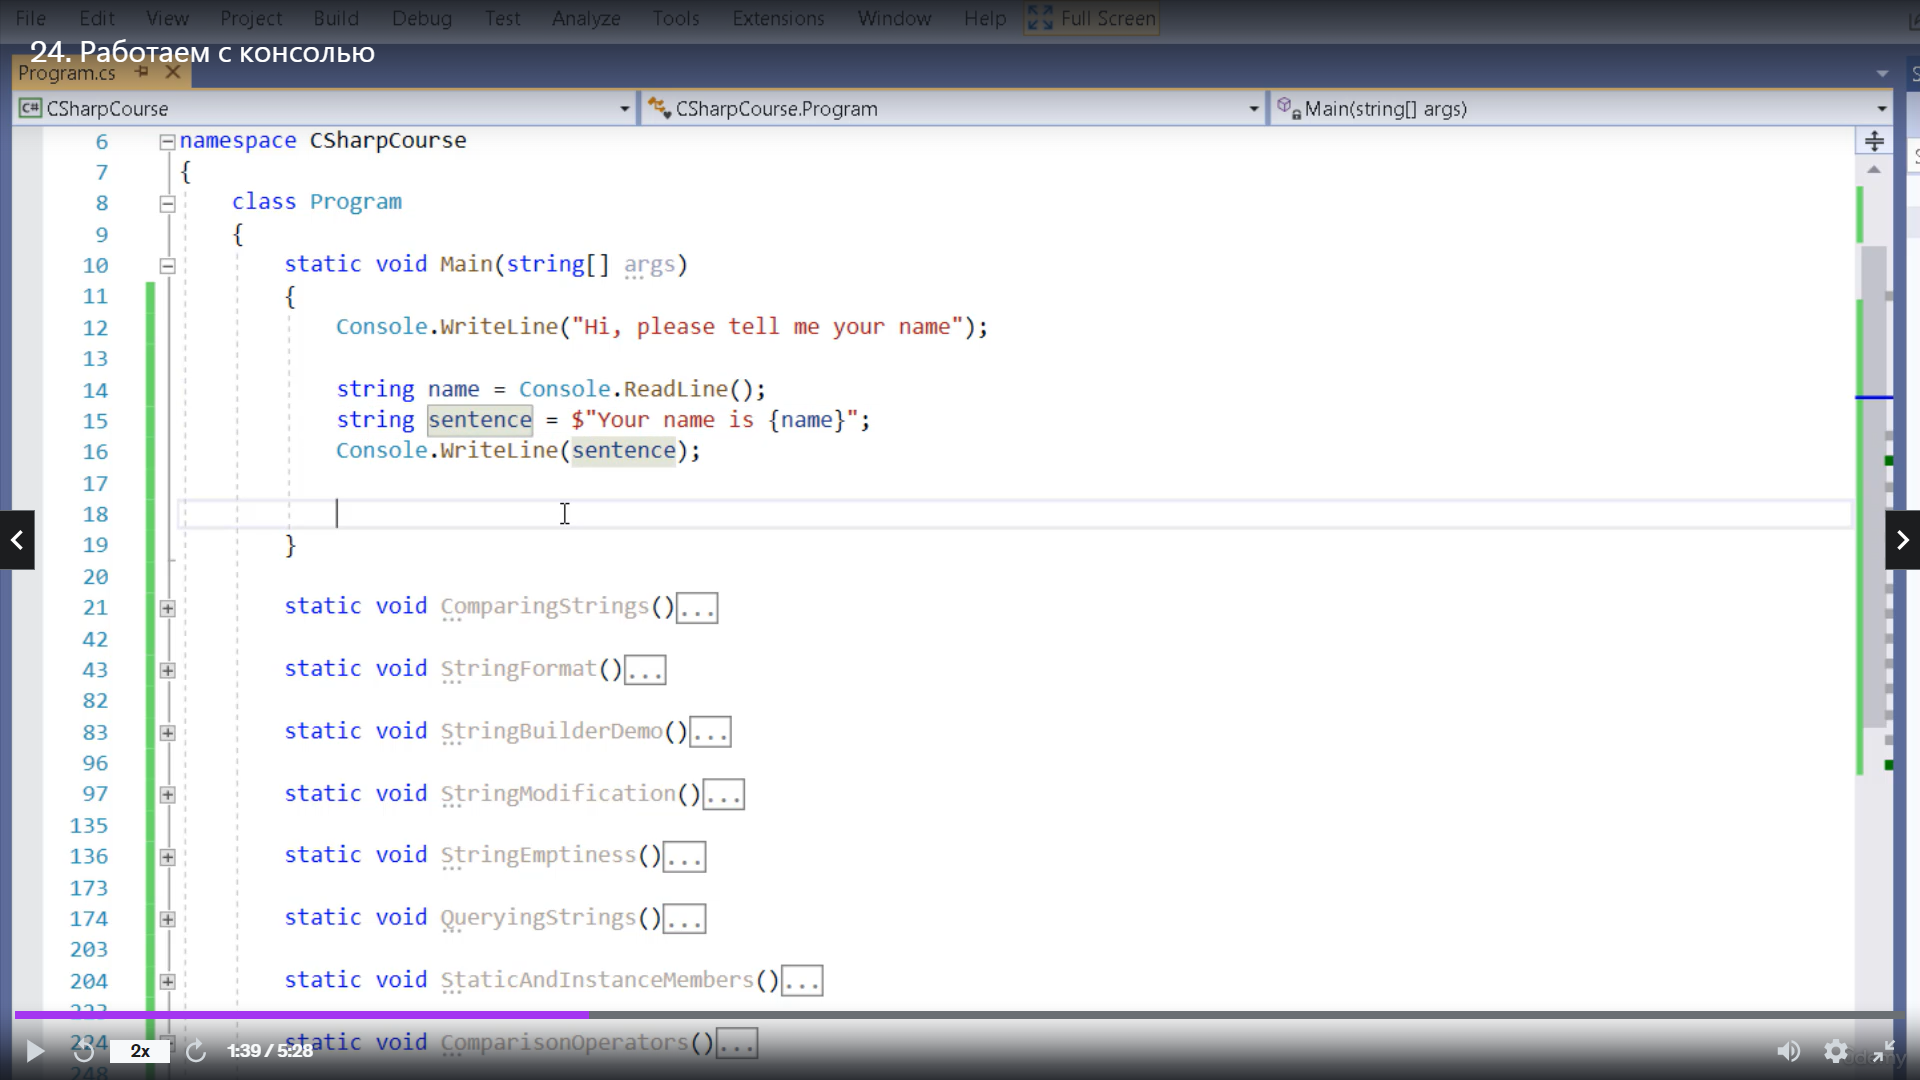 File Edit View Project Build Debug Test Analyze Tools Extensions Window Help Full Screen
24. Работаем с консолью
Program.cs
C# CSharpCourse CSharpCourse.Program Main(string[] args)
6 namespace CSharpCourse
7 {
8 class Program
9 {
10 static void Main(string[] args)
11 {
12 Console.WriteLine("Hi, please tell me your name");
13
14 string name = Console.ReadLine();
15 string sentence = $"Your name is {name}";
16 Console.WriteLine(sentence);
17
18
19 }
20
21 static void ComparingStrings()...
42
43 static void StringFormat()...
82
83 static void StringBuilderDemo()...
96
97 static void StringModification()...
135
136 static void StringEmptiness()...
173
174 static void QueryingStrings()...
203
204 static void StaticAndInstanceMembers()...
223
224 static void ComparisonOperators()...
2x 1:39 / 5:28
248